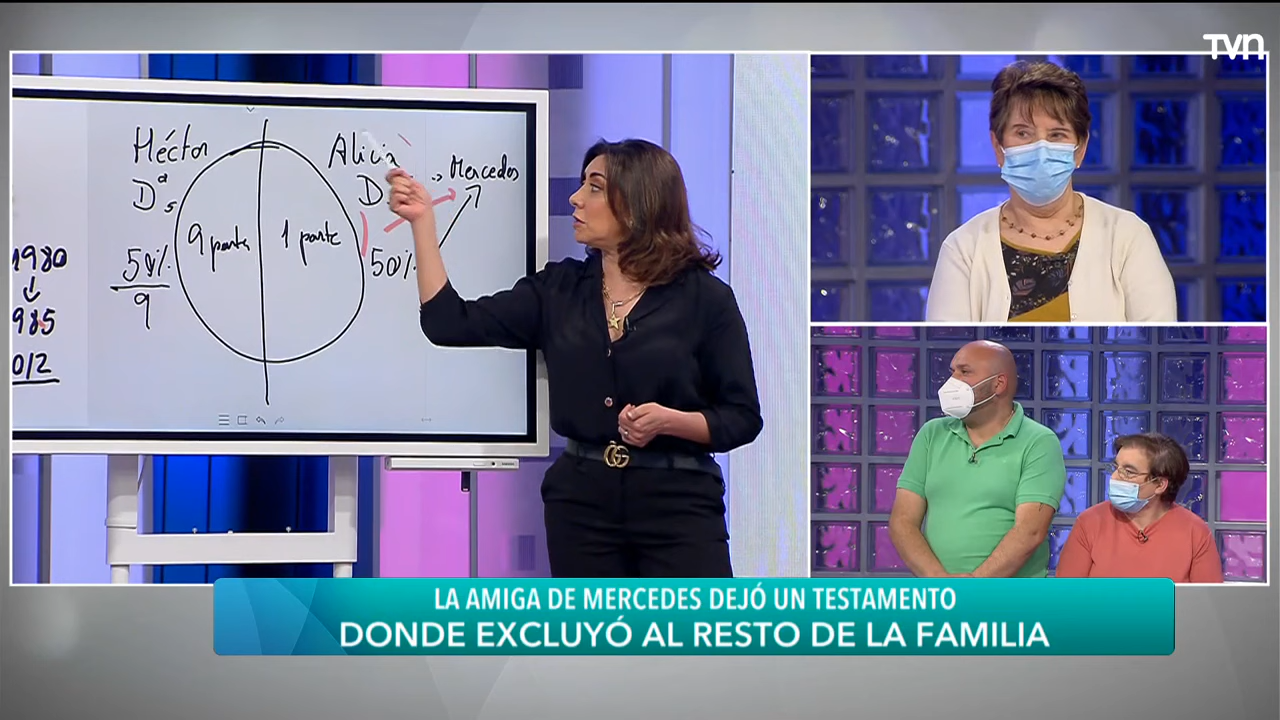 TVN
Héctor
Alicia
Mercedes
9 partes
1 parte
1980
50%
50%
9
985
0/2
LA AMIGA DE MERCEDES DEJÓ UN TESTAMENTO
DONDE EXCLUYÓ AL RESTO DE LA FAMILIA